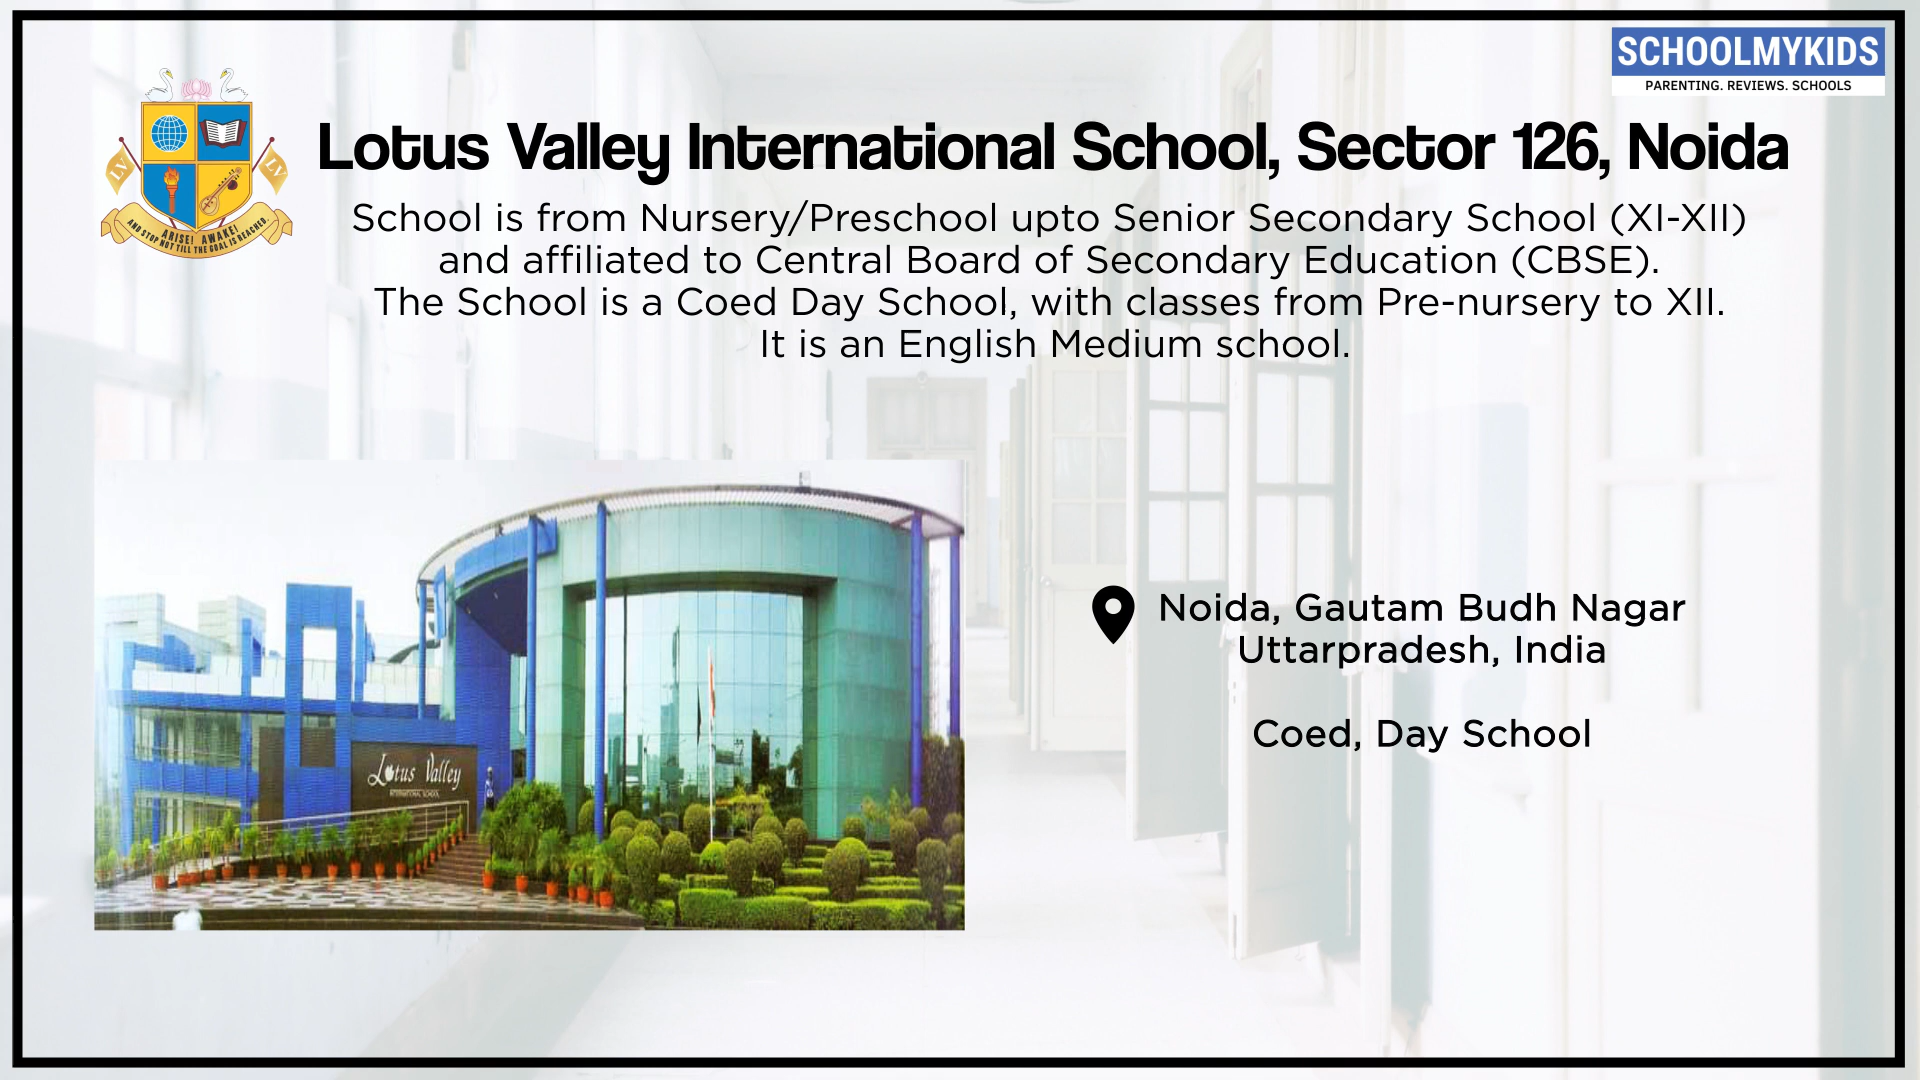 SCHOOLMYKIDS
PARENTING. REVIEWS. SCHOOLS
LV
LV
ARISE! AWAKE!
AND STOP NOT TILL THE GOAL IS REACHED.
Lotus Valley International School, Sector 126, Noida
School is from Nursery/Preschool upto Senior Secondary School (XI-XII)
and affiliated to Central Board of Secondary Education (CBSE).
The School is a Coed Day School, with classes from Pre-nursery to XII.
It is an English Medium school.
Lotus Valley
INTERNATIONAL SCHOOL
Noida, Gautam Budh Nagar
Uttarpradesh, India
Coed, Day School